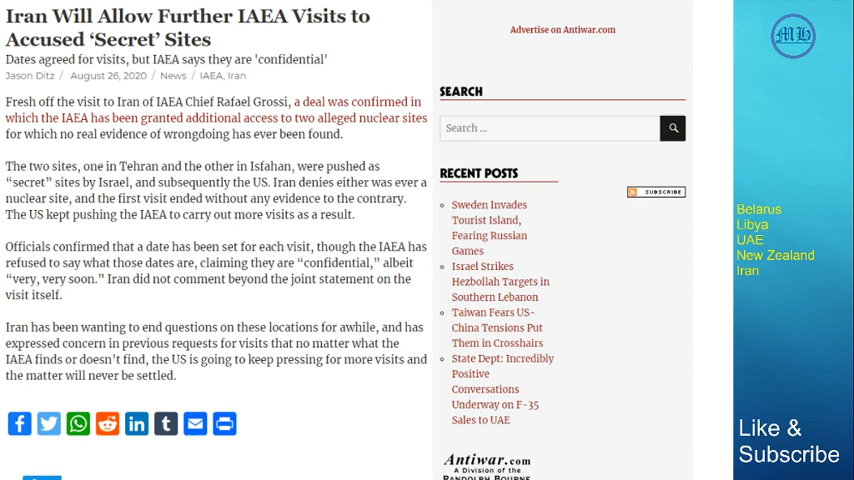 Iran Will Allow Further IAEA Visits to
Accused ‘Secret’ Sites
Dates agreed for visits, but IAEA says they are 'confidential'
Jason Ditz / August 26, 2020 / News / IAEA, Iran
Fresh off the visit to Iran of IAEA Chief Rafael Grossi, a deal was confirmed in
which the IAEA has been granted additional access to two alleged nuclear sites
for which no real evidence of wrongdoing has ever been found.
The two sites, one in Tehran and the other in Isfahan, were pushed as
“secret” sites by Israel, and subsequently the US. Iran denies either was ever a
nuclear site, and the first visit ended without any evidence to the contrary.
The US kept pushing the IAEA to carry out more visits as a result.
Officials confirmed that a date has been set for each visit, though the IAEA has
refused to say what those dates are, claiming they are “confidential,” albeit
“very, very soon.” Iran did not comment beyond the joint statement on the
visit itself.
Iran has been wanting to end questions on these locations for awhile, and has
expressed concern in previous requests for visits that no matter what the
IAEA finds or doesn’t find, the US is going to keep pressing for more visits and
the matter will never be settled.
Advertise on Antiwar.com
SEARCH
Search …
RECENT POSTS
SUBSCRIBE
Sweden Invades
Tourist Island,
Fearing Russian
Games
Israel Strikes
Hezbollah Targets in
Southern Lebanon
Taiwan Fears US-
China Tensions Put
Them in Crosshairs
State Dept: Incredibly
Positive
Conversations
Underway on F-35
Sales to UAE
Antiwar.com
A Division of the
RANDOLPH BOURNE
MH
Belarus
Libya
UAE
New Zealand
Iran
Like &
Subscribe